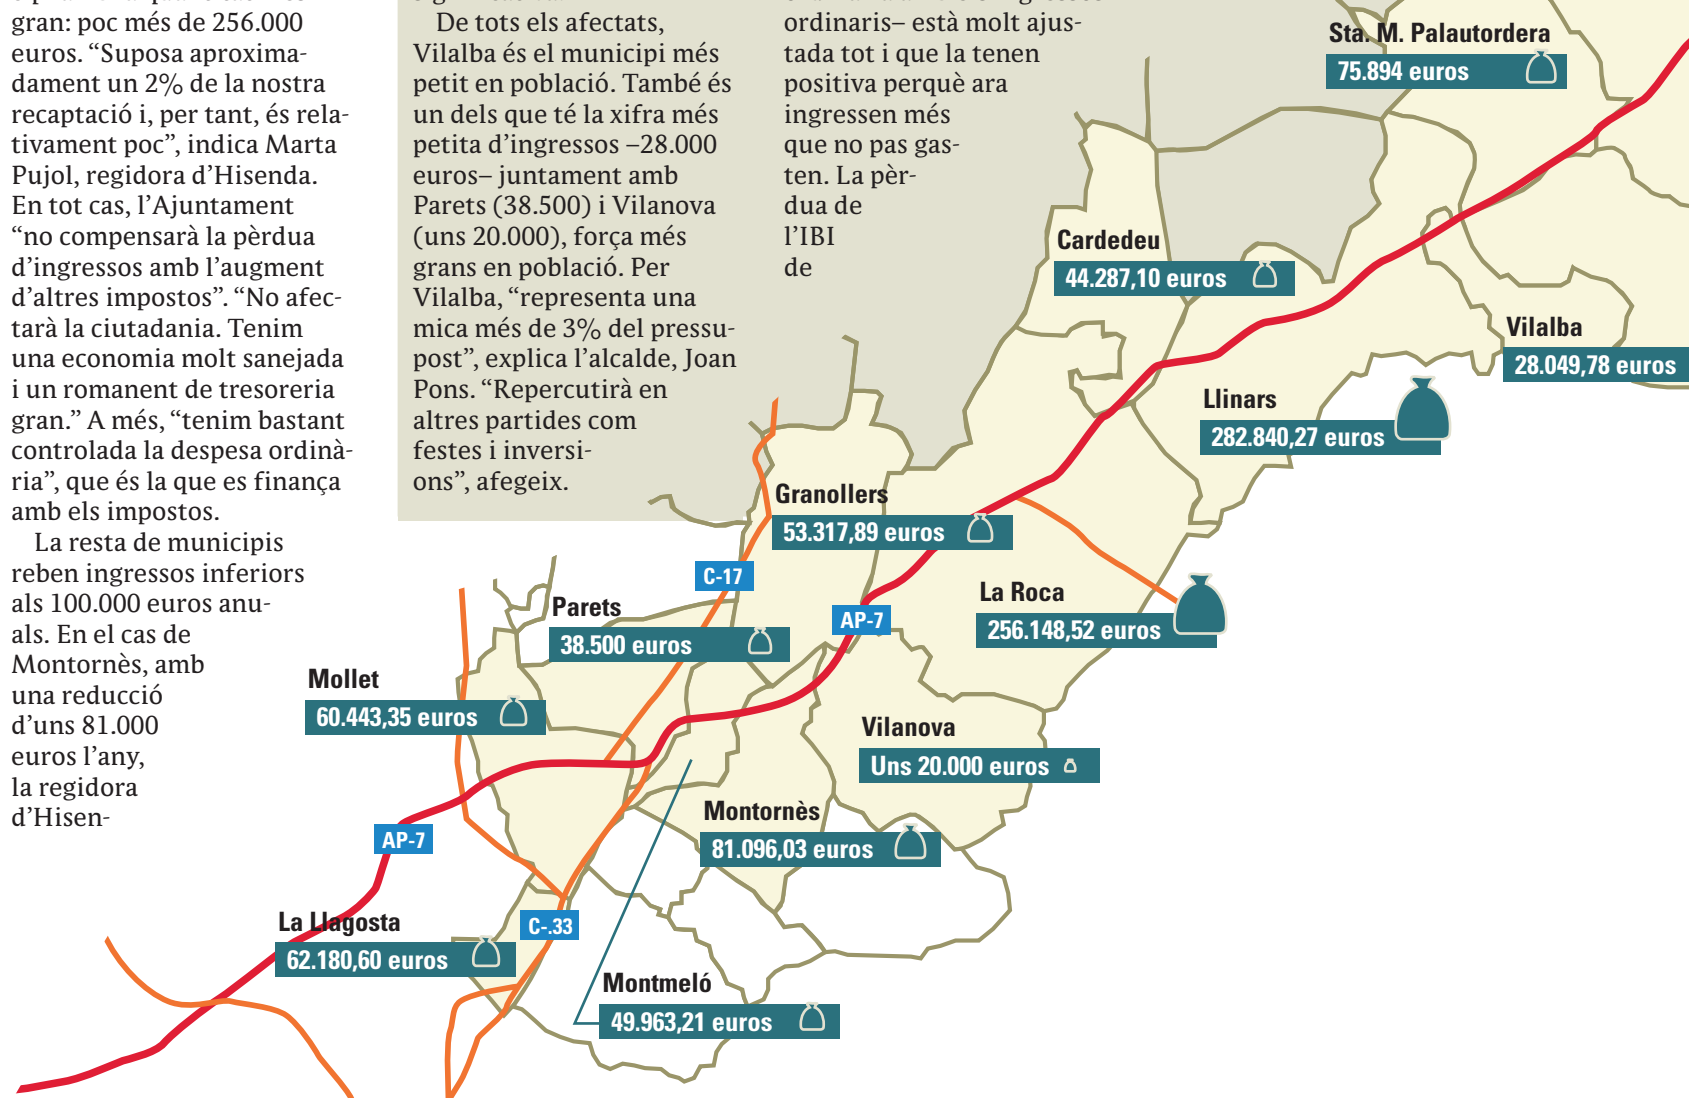 gran: poc més de 256.000
euros. “Suposa aproxima-
dament un 2% de la nostra
recaptació i, per tant, és rela-
tivament poc”, indica Marta
Pujol, regidora d’Hisenda.
En tot cas, l’Ajuntament
“no compensarà la pèrdua
d’ingressos amb l’augment
d’altres impostos”. “No afec-
tarà la ciutadania. Tenim
una economia molt sanejada
i un romanent de tresoreria
gran.” A més, “tenim bastant
controlada la despesa ordinà-
ria”, que és la que es finança
amb els impostos.
La resta de municipis
reben ingressos inferiors
als 100.000 euros anu-
als. En el cas de
Montornès, amb
una reducció
d’uns 81.000
euros l’any,
la regidora
d’Hisen-
De tots els afectats,
Vilalba és el municipi més
petit en població. També és
un dels que té la xifra més
petita d’ingressos –28.000
euros– juntament amb
Parets (38.500) i Vilanova
(uns 20.000), força més
grans en població. Per
Vilalba, “representa una
mica més de 3% del pressu-
post”, explica l’alcalde, Joan
Pons. “Repercutirà en
altres partides com
festes i inversi-
ons”, afegeix.
ordinaris– està molt ajus-
tada tot i que la tenen
positiva perquè ara
ingressen més
que no pas gas-
ten. La pèr-
dua de
l’IBI
de
Sta. M. Palautordera
75.894 euros
Cardedeu
44.287,10 euros
Vilalba
28.049,78 euros
Llinars
282.840,27 euros
Granollers
53.317,89 euros
C-17
La Roca
256.148,52 euros
Parets
38.500 euros
AP-7
Mollet
60.443,35 euros
Vilanova
Uns 20.000 euros
Montornès
81.096,03 euros
AP-7
La Llagosta
62.180,60 euros
C-.33
Montmeló
49.963,21 euros